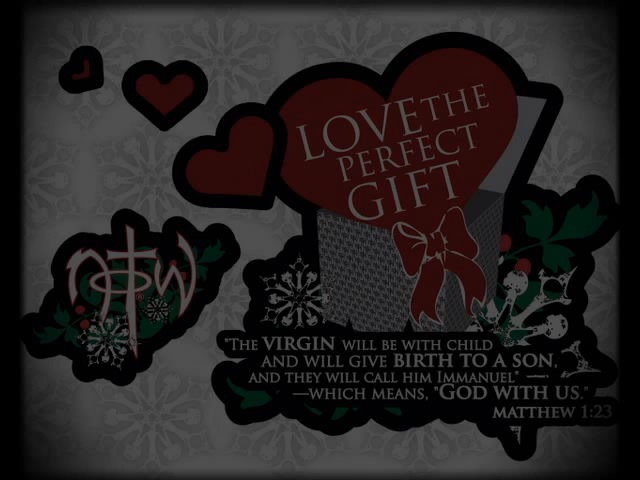 LOVE THE
PERFECT
GIFT
notw
"THE VIRGIN WILL BE WITH CHILD
AND WILL GIVE BIRTH TO A SON,
AND THEY WILL CALL HIM IMMANUEL"—
—WHICH MEANS, "GOD WITH US."
MATTHEW 1:23